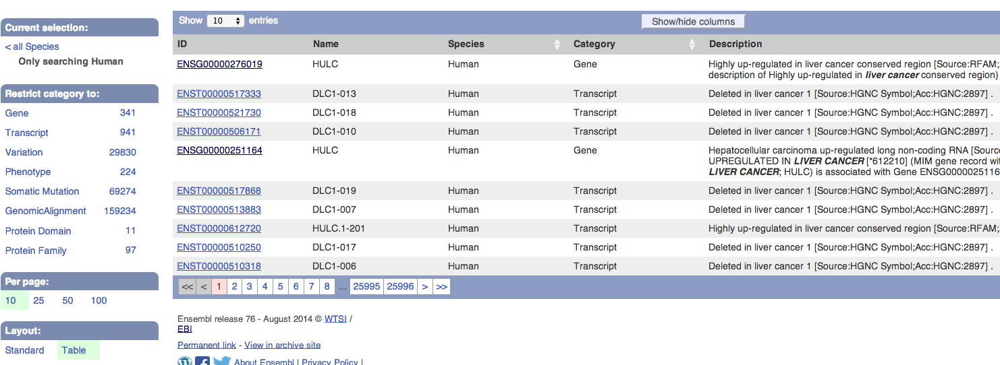 Current selection:
< all Species
Only searching Human
Restrict category to:
Gene 341
Transcript 941
Variation 29830
Phenotype 224
Somatic Mutation 69274
GenomicAlignment 159234
Protein Domain 11
Protein Family 97
Per page:
10 25 50 100
Layout:
Standard Table
Show 10 entries Show/hide columns
ID Name Species Category Description
ENSG00000276019 HULC Human Gene Highly up-regulated in liver cancer conserved region [Source:RFAM;
description of Highly up-regulated in liver cancer conserved region)
ENST00000517333 DLC1-013 Human Transcript Deleted in liver cancer 1 [Source:HGNC Symbol;Acc:HGNC:2897] .
ENST00000521730 DLC1-018 Human Transcript Deleted in liver cancer 1 [Source:HGNC Symbol;Acc:HGNC:2897] .
ENST00000506171 DLC1-010 Human Transcript Deleted in liver cancer 1 [Source:HGNC Symbol;Acc:HGNC:2897] .
ENSG00000251164 HULC Human Gene Hepatocellular carcinoma up-regulated long non-coding RNA [Sourc
UPREGULATED IN LIVER CANCER [*612210] (MIM gene record wit
LIVER CANCER; HULC) is associated with Gene ENSG0000025116
ENST00000517868 DLC1-019 Human Transcript Deleted in liver cancer 1 [Source:HGNC Symbol;Acc:HGNC:2897] .
ENST00000513883 DLC1-007 Human Transcript Deleted in liver cancer 1 [Source:HGNC Symbol;Acc:HGNC:2897] .
ENST00000612720 HULC.1-201 Human Transcript Highly up-regulated in liver cancer conserved region [Source:RFAM;
ENST00000510250 DLC1-017 Human Transcript Deleted in liver cancer 1 [Source:HGNC Symbol;Acc:HGNC:2897] .
ENST00000510318 DLC1-006 Human Transcript Deleted in liver cancer 1 [Source:HGNC Symbol;Acc:HGNC:2897] .
<< < 1 2 3 4 5 6 7 8 ... 25995 25996 > >>
Ensembl release 76 - August 2014 © WTSI /
EBI
Permanent link - View in archive site
About Ensembl | Privacy Policy |